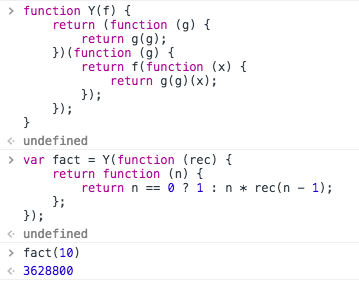 > function Y(f) {
    return (function (g) {
        return g(g);
    })(function (g) {
        return f(function (x) {
            return g(g)(x);
        });
    });
}
<· undefined
> var fact = Y(function (rec) {
    return function (n) {
        return n == 0 ? 1 : n * rec(n - 1);
    };
});
<· undefined
> fact(10)
<· 3628800